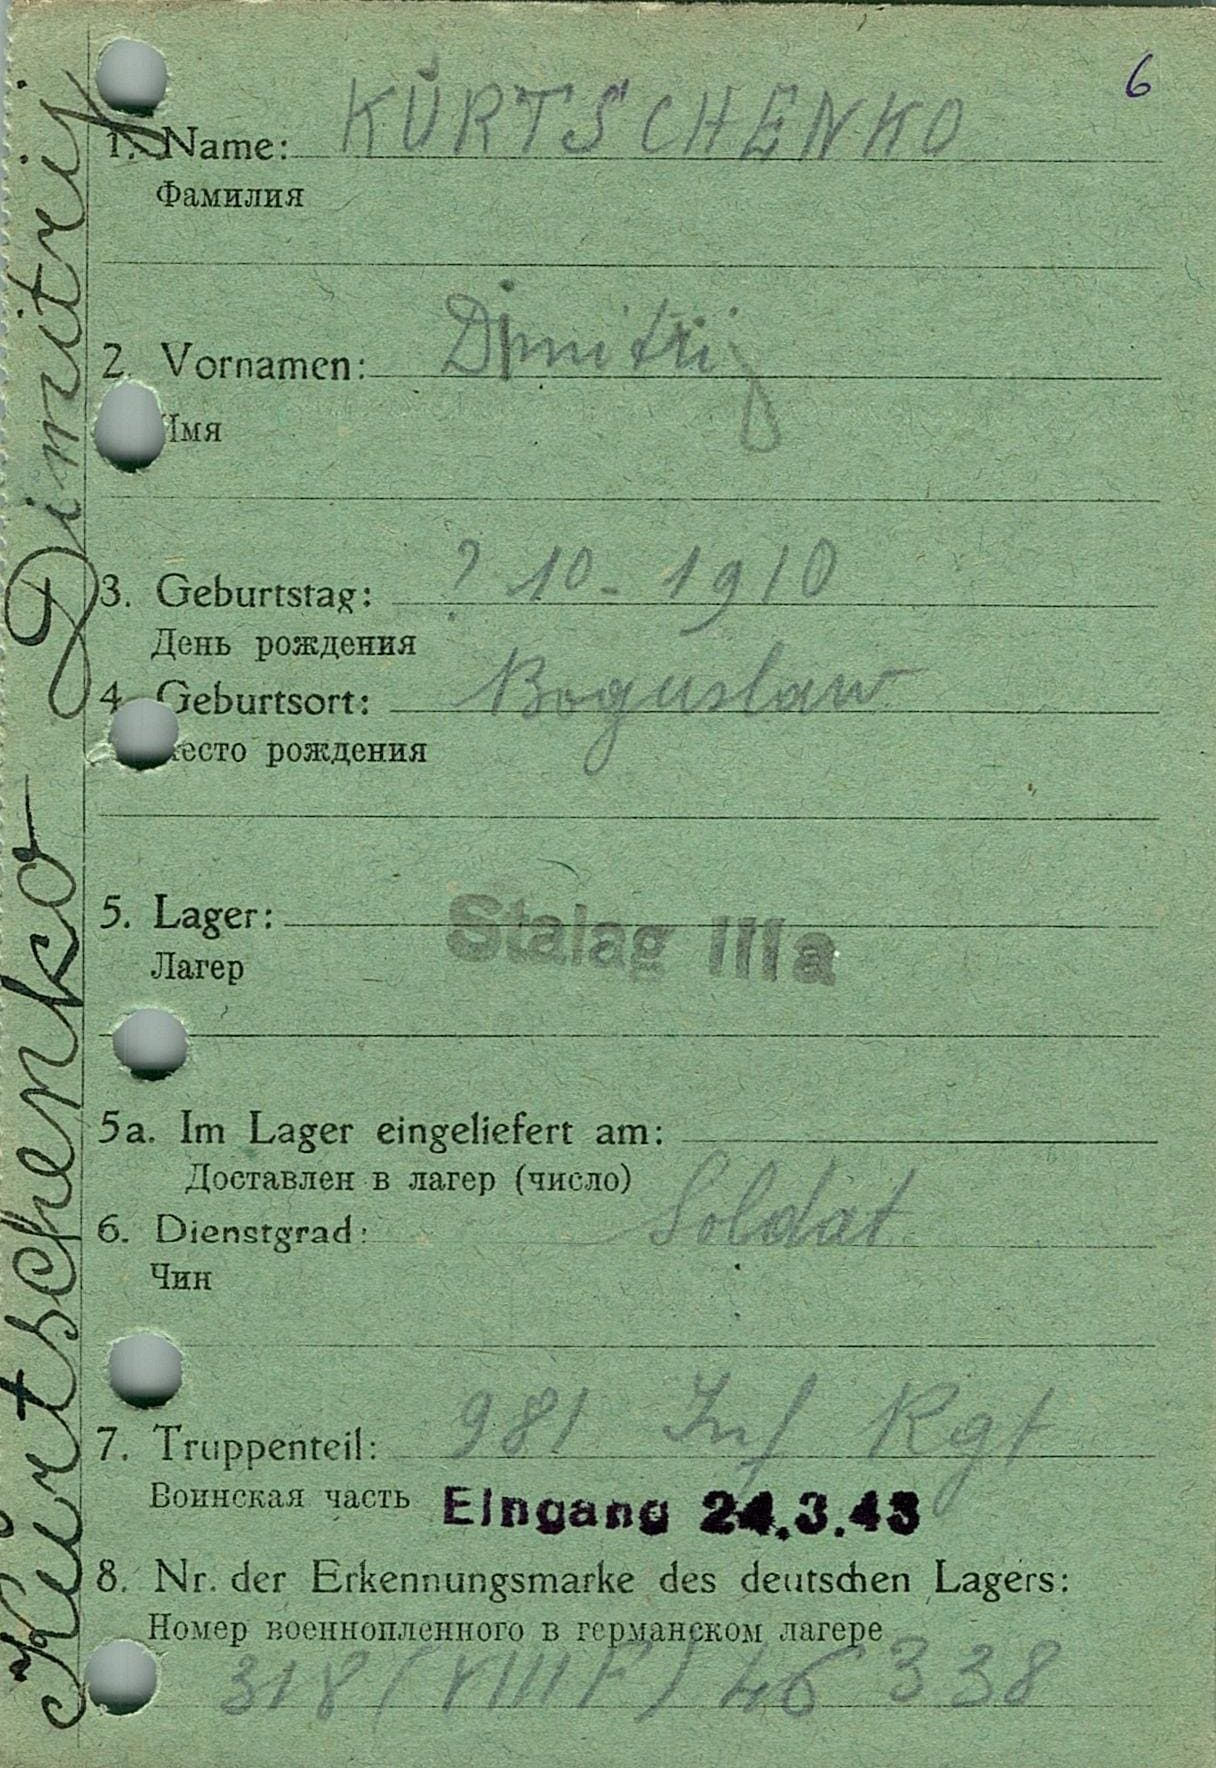 6
1. Name: KURTSCHENKO
Фамилия
2. Vornamen: Dimitrij
Имя
3. Geburtstag: ? 10 - 1910
День рождения
4. Geburtsort: Boguslaw
Место рождения
5. Lager: Stalag IIIa
Лагерь
5a. Im Lager eingeliefert am:
Доставлен в лагер (число)
6. Dienstgrad: Soldat
Чин
7. Truppenteil: 981 Inf Rgt
Воинская часть Eingang 24.3.43
8. Nr. der Erkennungsmarke des deutschen Lagers:
Номер военнопленного в германском лагере
318 (VIII F) 46338
Kurtschenko Dimitrij